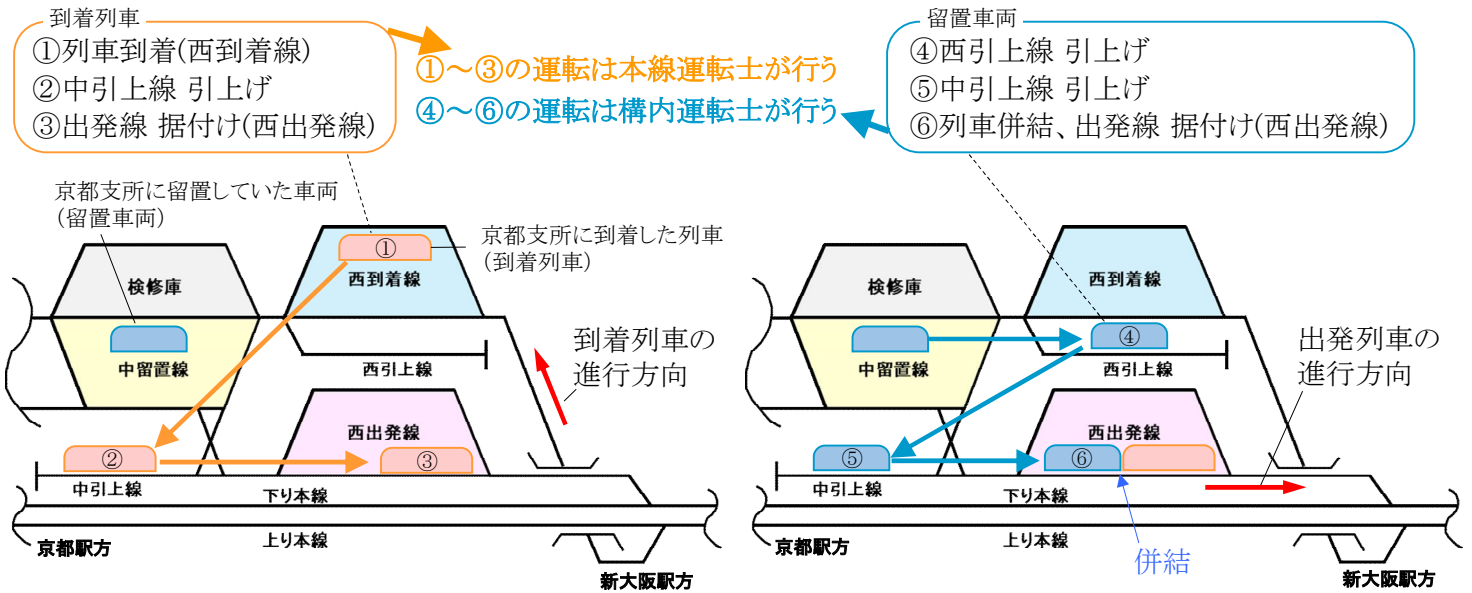 到着列車
①列車到着(西到着線)
②中引上線 引上げ
③出発線 据付け(西出発線)
①～③の運転は本線運転士が行う
④～⑥の運転は構内運転士が行う
留置車両
④西引上線 引上げ
⑤中引上線 引上げ
⑥列車併結、出発線 据付け(西出発線)
京都支所に留置していた車両
(留置車両)
①
京都支所に到着した列車
(到着列車)
西到着線
検修庫
中留置線
西引上線
到着列車の
進行方向
西出発線
②
③
中引上線
下り本線
上り本線
京都駅方
新大阪駅方
西到着線
検修庫
④
中留置線
西引上線
出発列車の
進行方向
西出発線
⑤
⑥
中引上線
下り本線
上り本線
京都駅方
併結
新大阪駅方